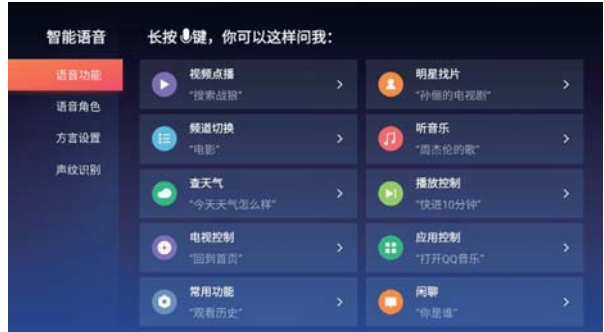 智能语音
长按键，你可以这样问我：
语音功能
语音角色
方言设置
声纹识别
视频点播
“搜索战狼”
明星找片
“孙俪的电视剧”
频道切换
“电影”
听音乐
“周杰伦的歌”
查天气
“今天天气怎么样”
播放控制
“快进10分钟”
电视控制
“回到首页”
应用控制
“打开QQ音乐”
常用功能
“观看历史”
闲聊
“你是谁”